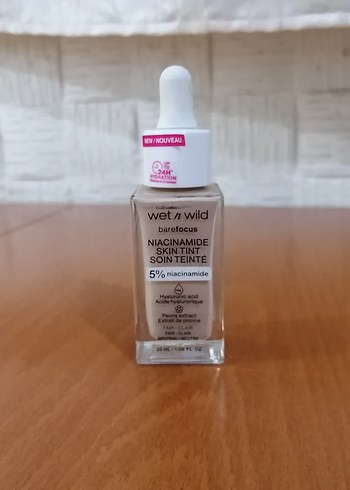 NEW / NOUVEAU
24H
HYDRATION
wet n wild
barefocus
NIACINAMIDE
SKIN TINT
SOIN TEINTÉ
5% niacinamide
Hyaluronic acid
Acide hyaluronique
Peony extract
Extrait de pivoine
FAIR - CLAIR